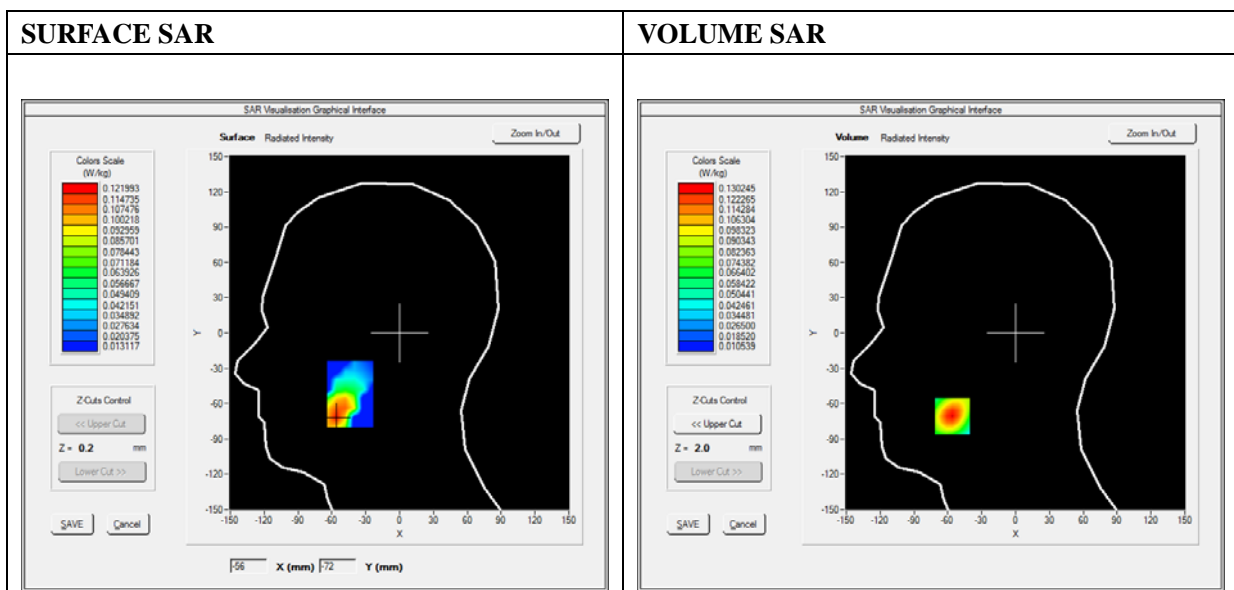 SURFACE SAR
SAR Visualisation Graphical Interface
Surface Radiated Intensity
Zoom In/Out
Colors Scale
(W/kg)
0.121993
0.114735
0.107476
0.100218
0.092959
0.085701
0.078443
0.071184
0.063926
0.056667
0.049409
0.042151
0.034892
0.027634
0.020375
0.013117
Z-Cuts Control
<< Upper Cut
Z = 0.2 mm
Lower Cut >>
SAVE Cancel
150
120
90
60
30
0
-30
-60
-90
-120
-150
Y
-150 -120 -90 -60 -30 0 30 60 90 120 150
X
-56 X (mm) -72 Y (mm)
VOLUME SAR
SAR Visualisation Graphical Interface
Volume Radiated Intensity
Zoom In/Out
Colors Scale
(W/kg)
0.130245
0.122265
0.114284
0.106304
0.098323
0.090343
0.082363
0.074382
0.066402
0.058422
0.050441
0.042461
0.034481
0.026500
0.018520
0.010539
Z-Cuts Control
<< Upper Cut
Z = 2.0 mm
Lower Cut >>
SAVE Cancel
150
120
90
60
30
0
-30
-60
-90
-120
-150
Y
-150 -120 -90 -60 -30 0 30 60 90 120 150
X